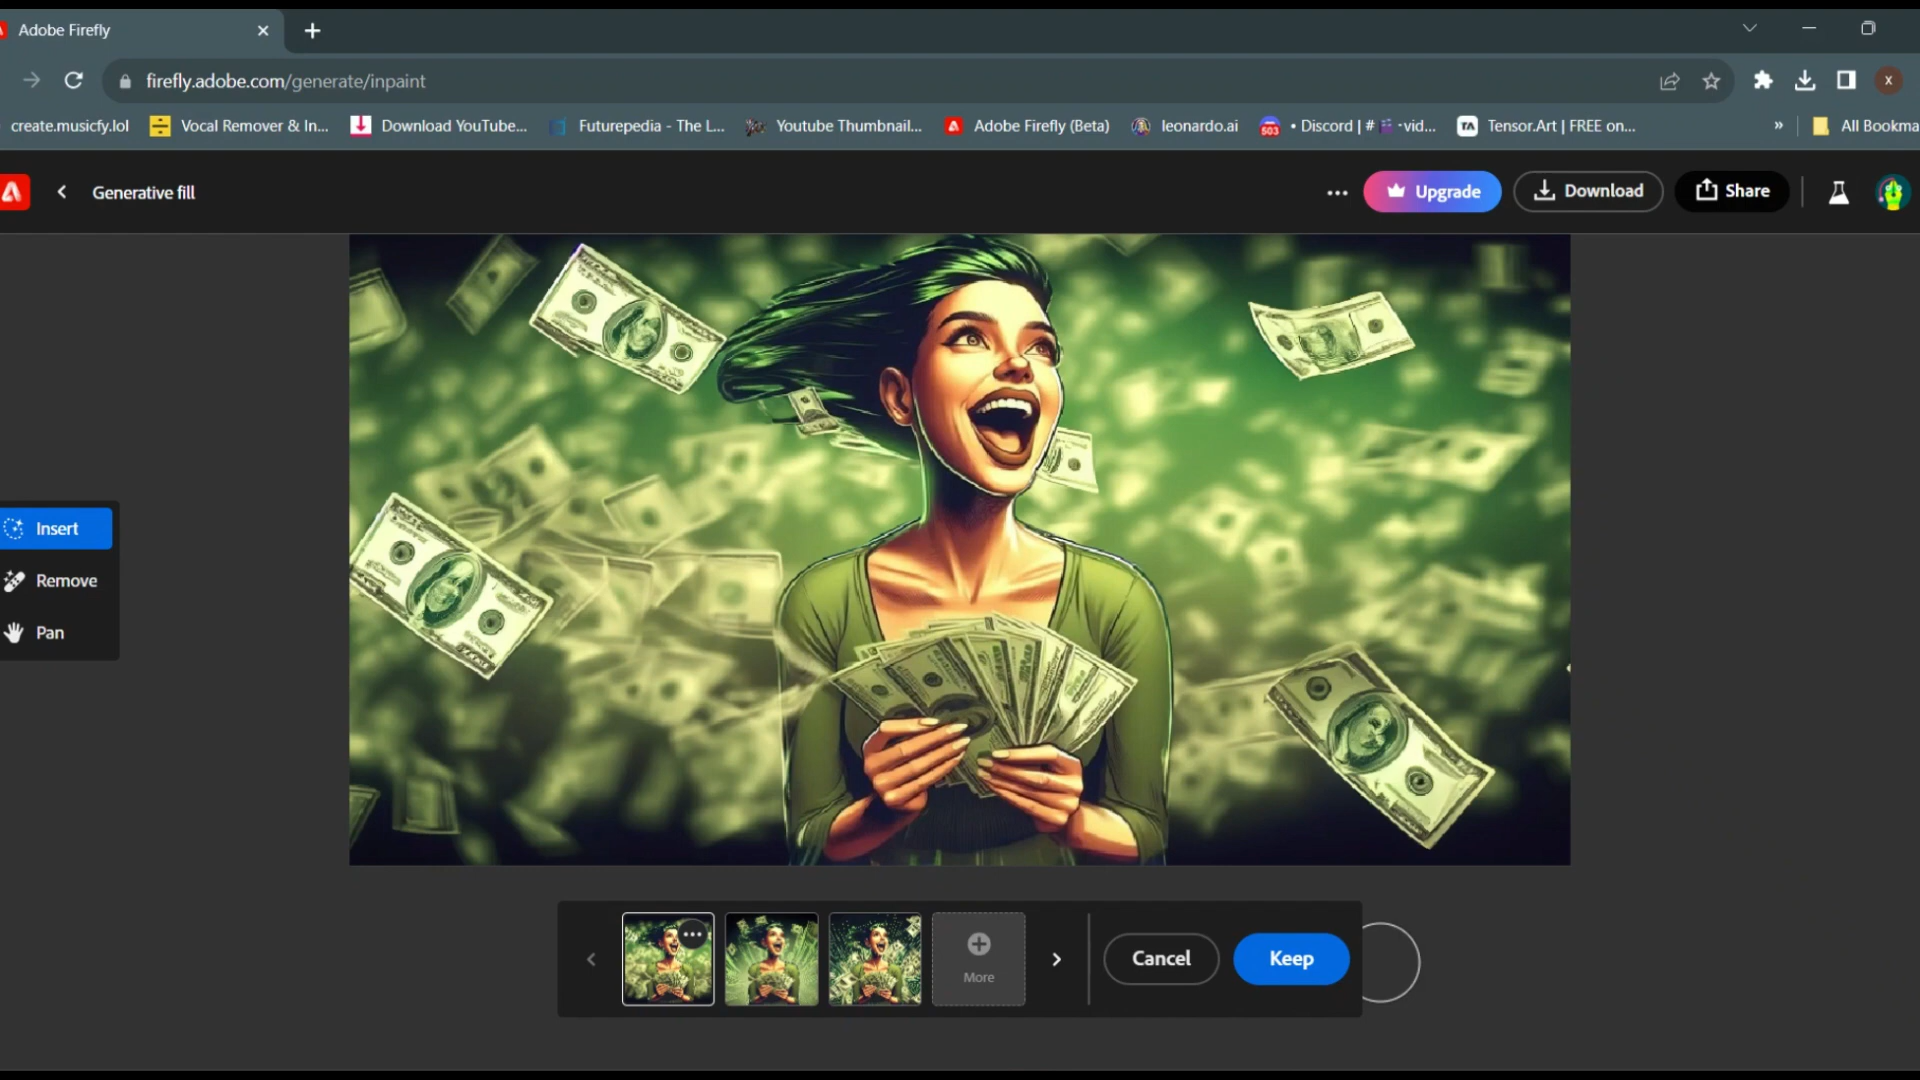 Adobe Firefly
firefly.adobe.com/generate/inpaint
X
create.musicfy.lol
Vocal Remover & In...
Download YouTube...
Futurepedia - The L...
Youtube Thumbnail...
Adobe Firefly (Beta)
leonardo.ai
503
• Discord | # -vid...
TA
Tensor.Art | FREE on...
»
All Bookma
Generative fill
Upgrade
Download
Share
Insert
Remove
Pan
More
Cancel
Keep